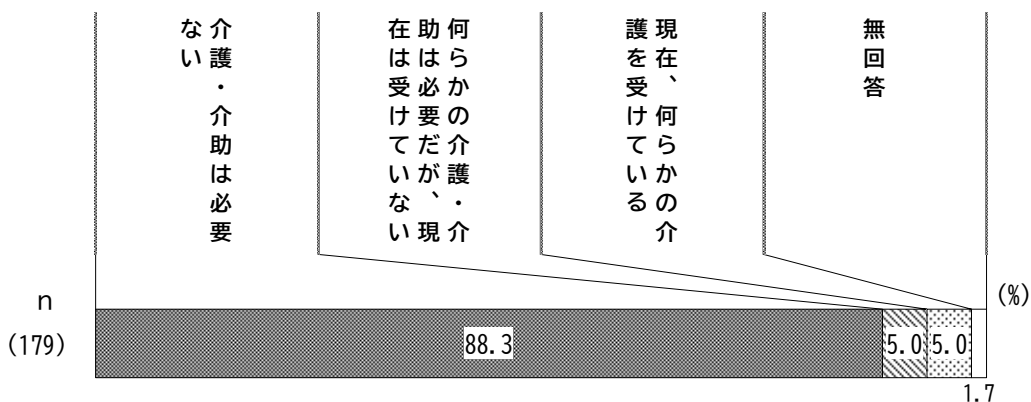 介護・介助は必要
ない
何らかの介護・介
助は必要だが、現
在は受けていない
現在、何らかの介
護を受けている
無回答
(%)
n
(179)
88.3
5.0
5.0
1.7